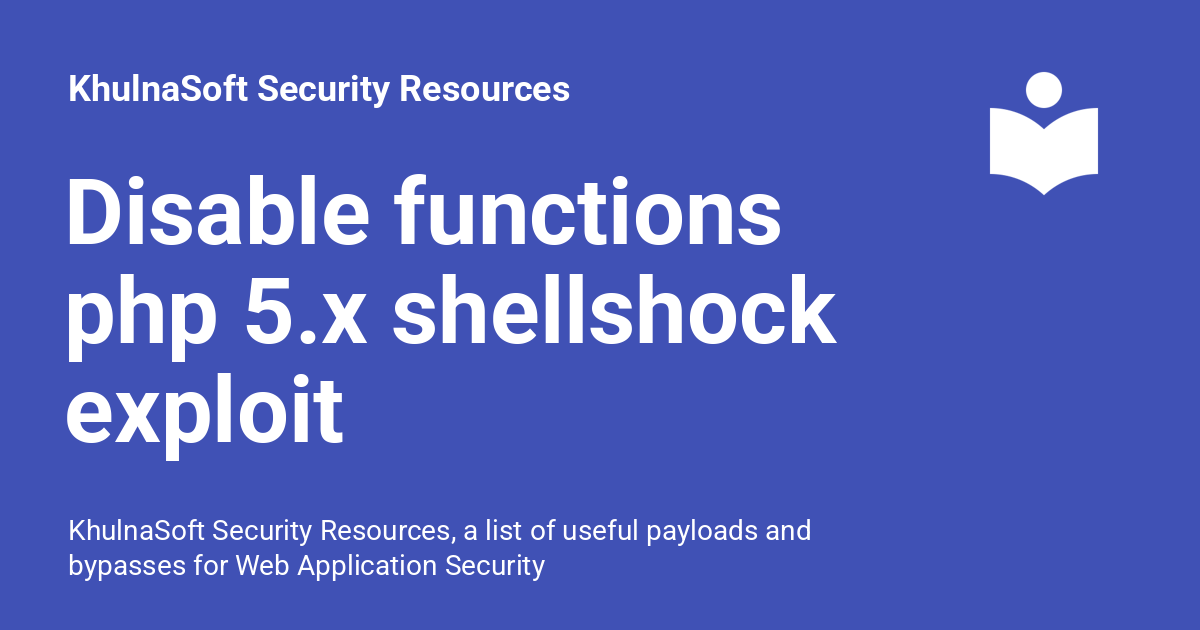 KhulnaSoft Security Resources
Disable functions
php 5.x shellshock
exploit
KhulnaSoft Security Resources, a list of useful payloads and
bypasses for Web Application Security